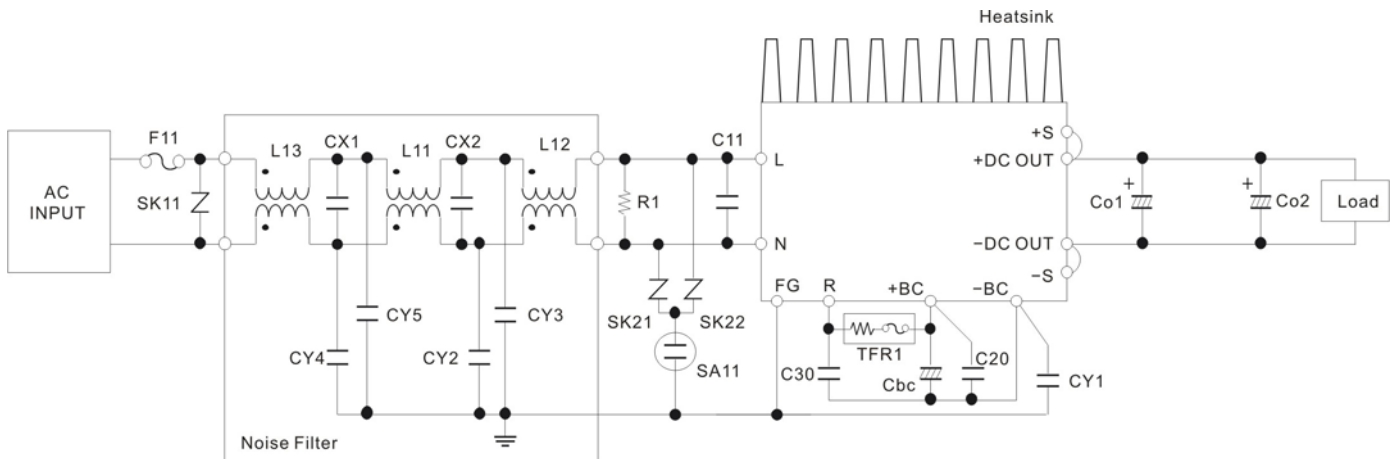 Heatsink
F11
L13
CX1
L11
CX2
L12
C11
+S
AC
INPUT
SK11
R1
L
+DC OUT
+
Co1
+
Co2
Load
N
−DC OUT
−S
FG
R
+BC
−BC
CY5
CY3
SK21
SK22
TFR1
CY4
CY2
SA11
C30
Cbc
C20
CY1
Noise Filter